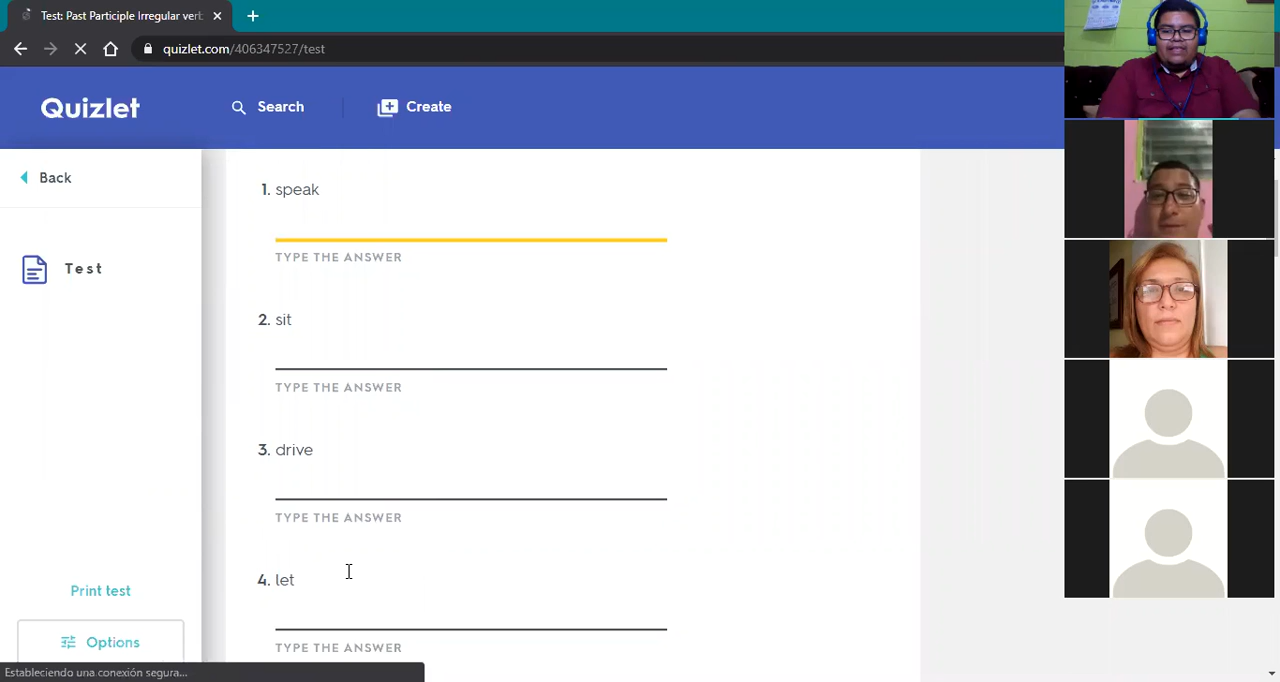 Test: Past Participle Irregular verb
quizlet.com/406347527/test
Quizlet
Search
Create
Back
Test
Print test
Options
1. speak
TYPE THE ANSWER
2. sit
TYPE THE ANSWER
3. drive
TYPE THE ANSWER
4. let
TYPE THE ANSWER
Estableciendo una conexión segura...